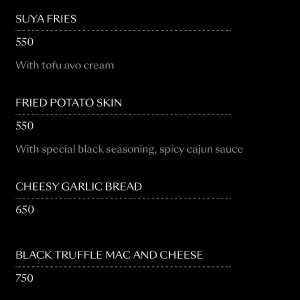 SUYA FRIES
550
With tofu avo cream
FRIED POTATO SKIN
550
With special black seasoning, spicy cajun sauce
CHEESY GARLIC BREAD
650
BLACK TRUFFLE MAC AND CHEESE
750